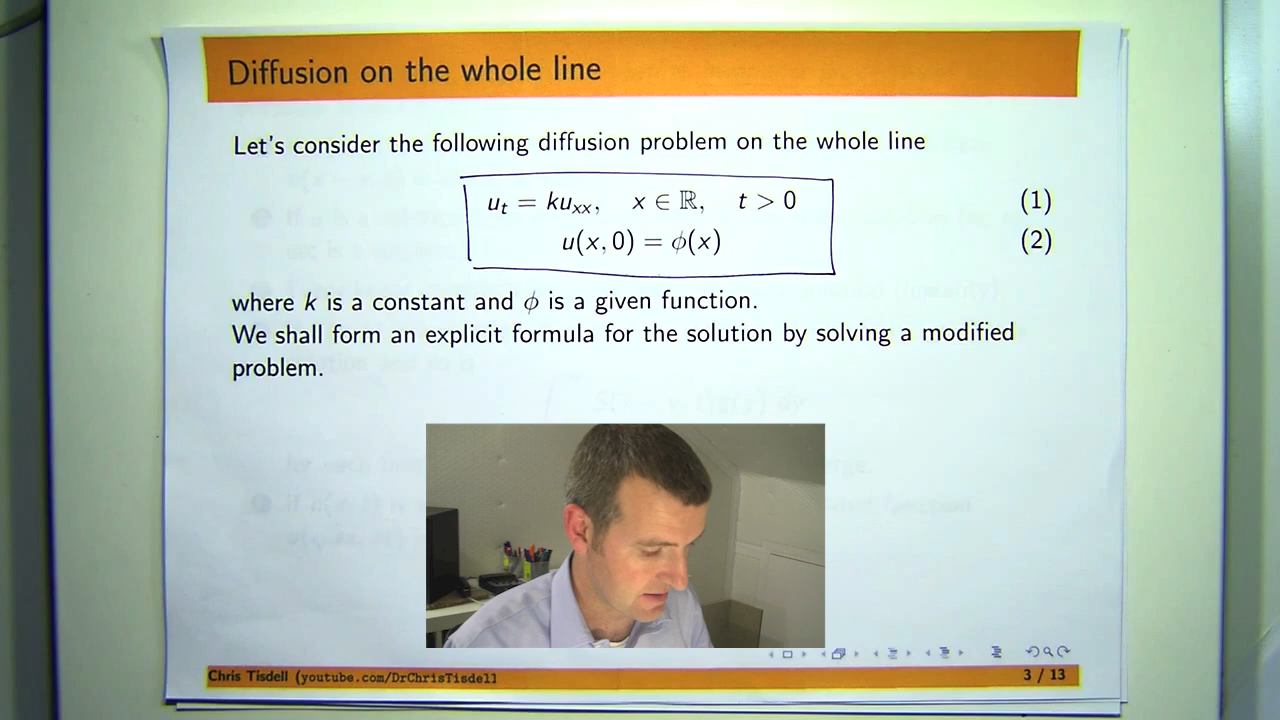 Diffusion on the whole line
Let's consider the following diffusion problem on the whole line
u_t = ku_{xx}, x ∈ ℝ, t > 0 (1)
u(x, 0) = φ(x) (2)
where k is a constant and φ is a given function.
We shall form an explicit formula for the solution by solving a modified
problem.
Chris Tisdell (youtube.com/DrChrisTisdell
3 / 13